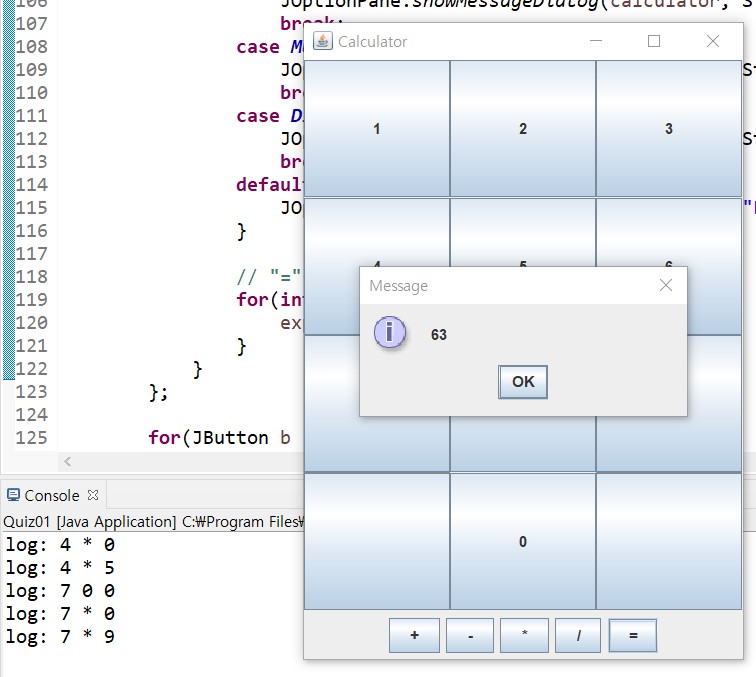 106 JOptionPane.showMessageDialog(calculator, S
107 break;
108 case M
109 JO
110 br
111 case D
112 JO
113 br
114 defaul
115 JO
116 }
117
118 // "="
119 for(in
120 ex
121 }
122 }
123 };
124
125 for(JButton b
Calculator
1 2 3
4 5 6
Message
63
OK
0
+ - * / =
Console
Quiz01 [Java Application] C:₩Program Files₩
log: 4 * 0
log: 4 * 5
log: 7 0 0
log: 7 * 0
log: 7 * 9